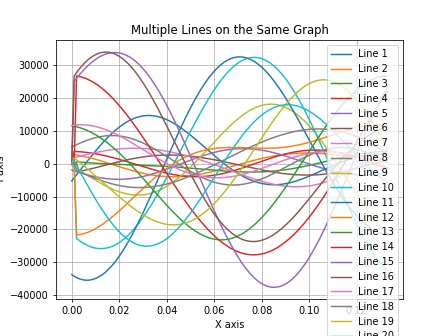 Multiple Lines on the Same Graph
30000
20000
10000
0
−10000
−20000
−30000
−40000
0.00
0.02
0.04
0.06
0.08
0.10
X axis
Line 1
Line 2
Line 3
Line 4
Line 5
Line 6
Line 7
Line 8
Line 9
Line 10
Line 11
Line 12
Line 13
Line 14
Line 15
Line 16
Line 17
Line 18
Line 19